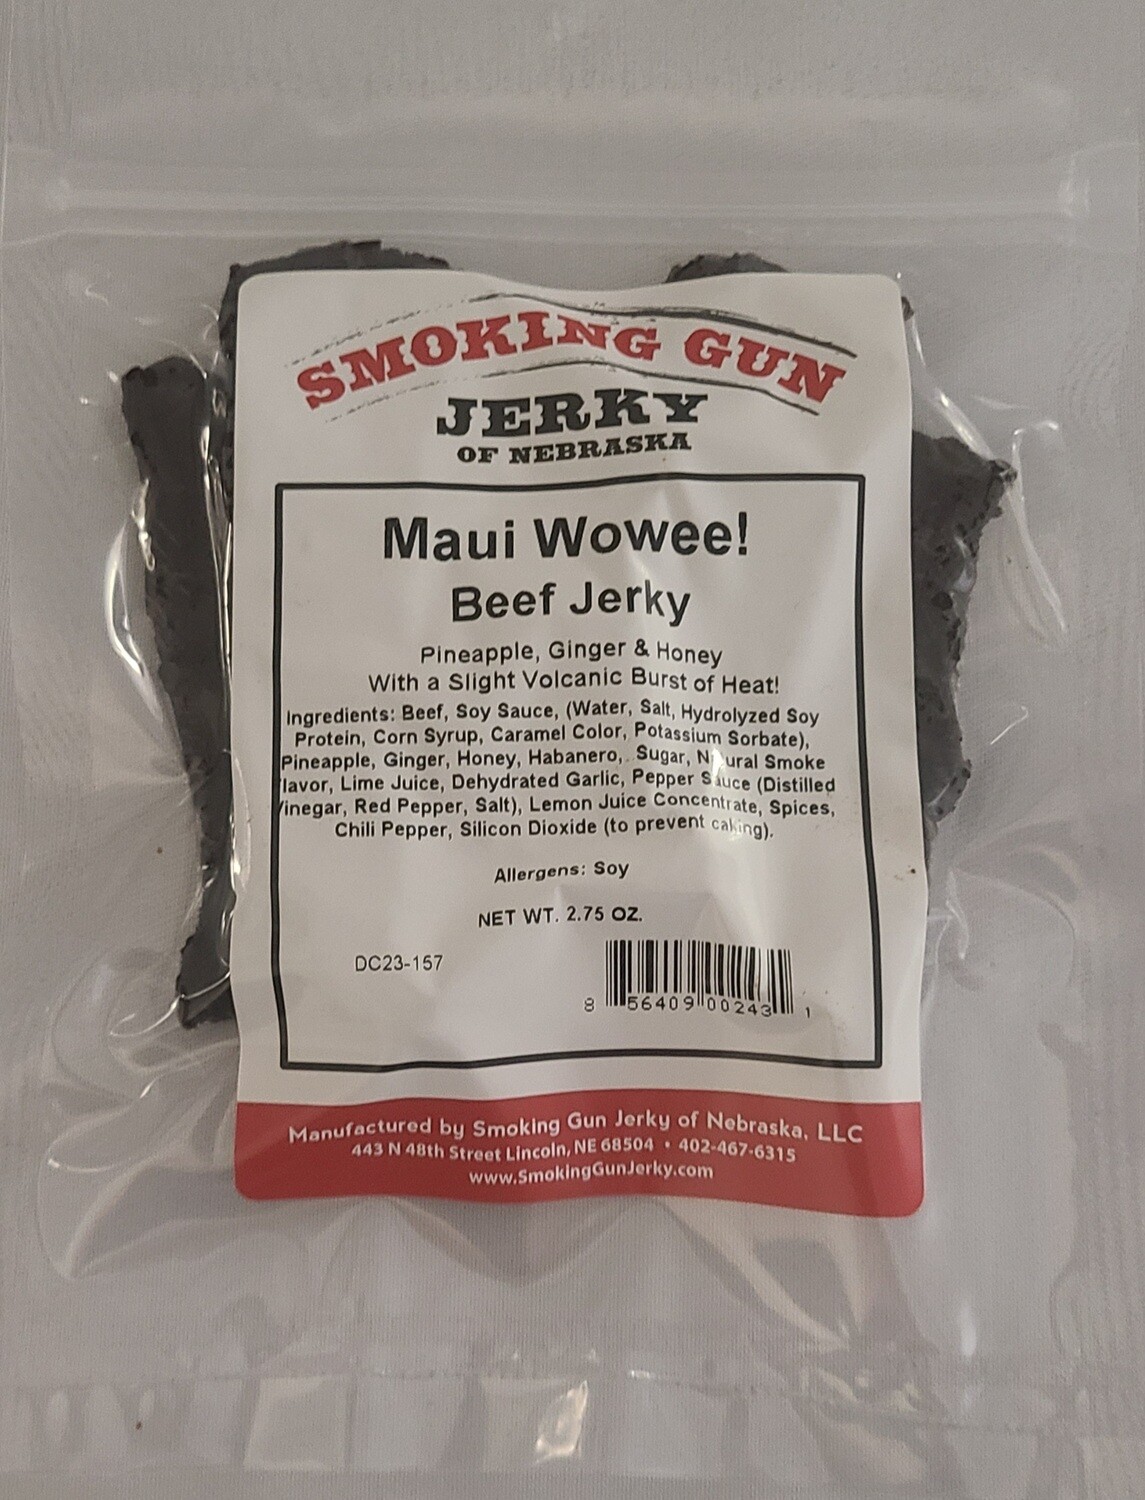 SMOKING GUN
JERKY
OF NEBRASKA
Maui Wowee!
Beef Jerky
Pineapple, Ginger & Honey
With a Slight Volcanic Burst of Heat!
Ingredients: Beef, Soy Sauce, (Water, Salt, Hydrolyzed Soy
Protein, Corn Syrup, Caramel Color, Potassium Sorbate),
Pineapple, Ginger, Honey, Habanero, Sugar, Natural Smoke
Flavor, Lime Juice, Dehydrated Garlic, Pepper Sauce (Distilled
Vinegar, Red Pepper, Salt), Lemon Juice Concentrate, Spices,
Chili Pepper, Silicon Dioxide (to prevent caking).
Allergens: Soy
NET WT. 2.75 OZ.
DC23-157
8 56409 00243 1
Manufactured by Smoking Gun Jerky of Nebraska, LLC
443 N 48th Street Lincoln, NE 68504 • 402-467-6315
www.SmokingGunJerky.com